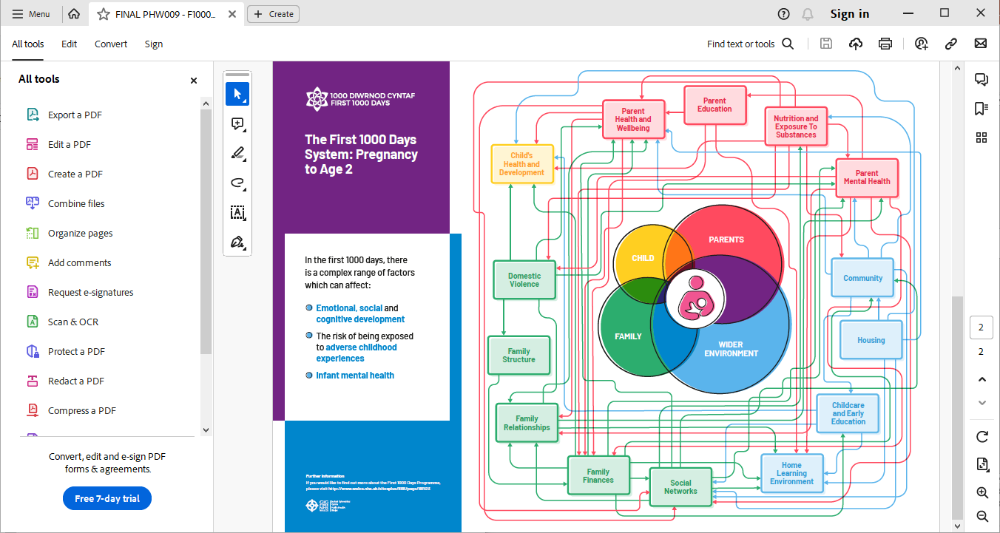 Menu
FINAL PHW009 - F1000...
Create
Sign in
All tools
Edit
Convert
Sign
Find text or tools
All tools
Export a PDF
Edit a PDF
Create a PDF
Combine files
Organize pages
Add comments
Request e-signatures
Scan & OCR
Protect a PDF
Redact a PDF
Compress a PDF
Convert, edit and e-sign PDF
forms & agreements.
Free 7-day trial
1000 DIWRNOD CYNTAF
FIRST 1000 DAYS
The First 1000 Days
System: Pregnancy
to Age 2
In the first 1000 days, there
is a complex range of factors
which can affect:
Emotional, social and
cognitive development
The risk of being exposed
to adverse childhood
experiences
Infant mental health
Further Information
If you would like to find out more about the First 1000 Days Programme,
please visit http://www.wales.nhs.uk/sitesplus/888/page/88523
Parent
Health and
Wellbeing
Parent
Education
Nutrition and
Exposure To
Substances
Child's
Health and
Development
Parent
Mental Health
CHILD
PARENTS
FAMILY
WIDER
ENVIRONMENT
Domestic
Violence
Community
Family
Structure
Housing
Family
Relationships
Childcare
and Early
Education
Family
Finances
Social
Networks
Home
Learning
Environment
2
2